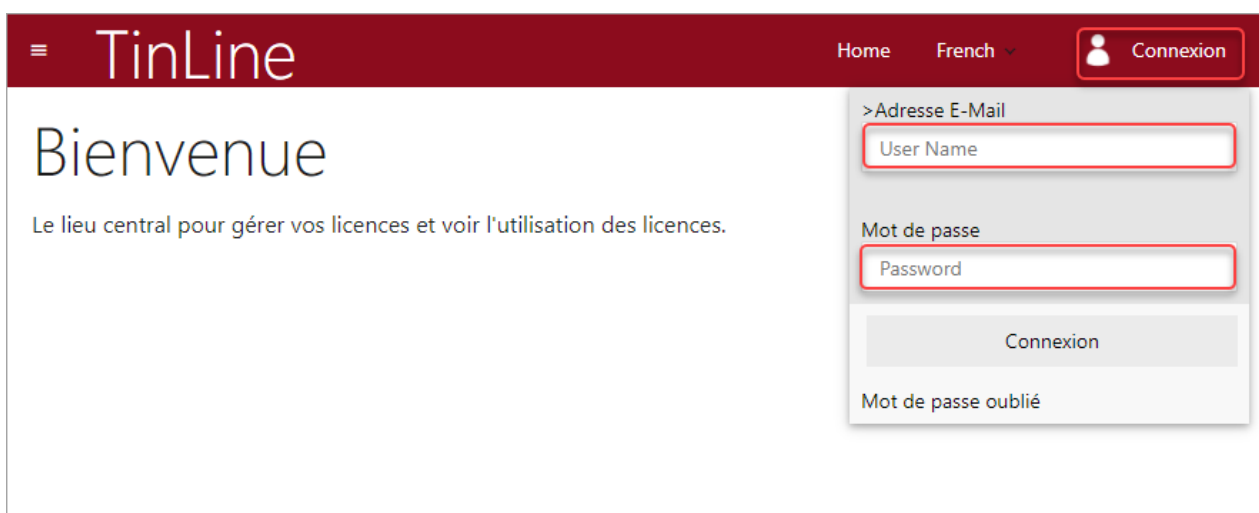 ≡ TinLine Home French Connexion
Bienvenue
Le lieu central pour gérer vos licences et voir l'utilisation des licences.
>Adresse E-Mail
User Name
Mot de passe
Password
Connexion
Mot de passe oublié